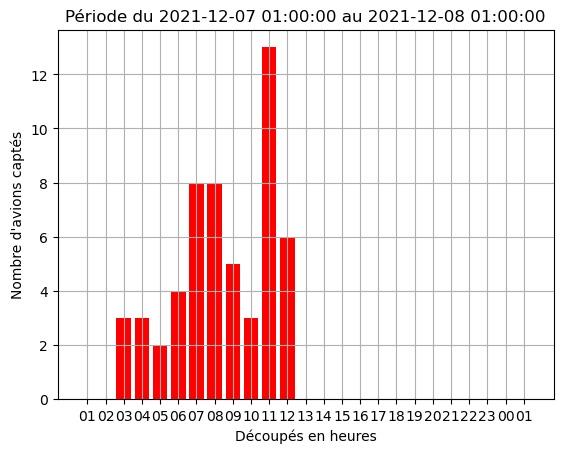 Période du 2021-12-07 01:00:00 au 2021-12-08 01:00:00
Nombre d'avions captés
12
10
8
6
4
2
0
01 02 03 04 05 06 07 08 09 10 11 12 13 14 15 16 17 18 19 20 21 22 23 00 01
Découpés en heures